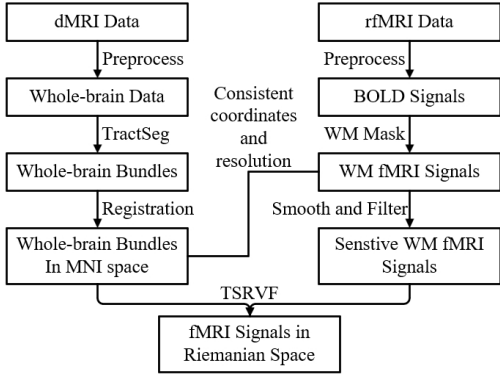 dMRI Data
rfMRI Data
Preprocess
Preprocess
Whole-brain Data
Consistent
coordinates
and
resolution
BOLD Signals
TractSeg
WM Mask
Whole-brain Bundles
WM fMRI Signals
Registration
Smooth and Filter
Whole-brain Bundles
In MNI space
Senstive WM fMRI
Signals
TSRVF
fMRI Signals in
Riemanian Space